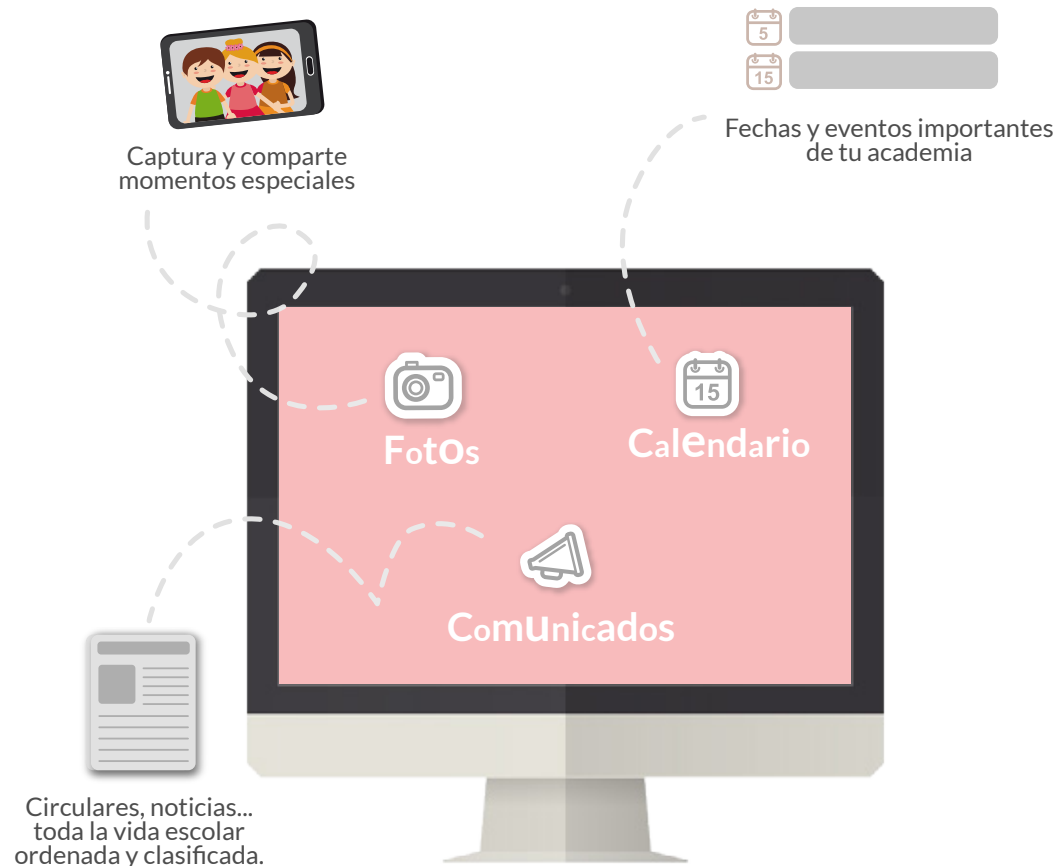 5
15
Captura y comparte
momentos especiales
Fechas y eventos importantes
de tu academia
15
Fotos
Calendario
Comunicados
Circulares, noticias...
toda la vida escolar
ordenada y clasificada.